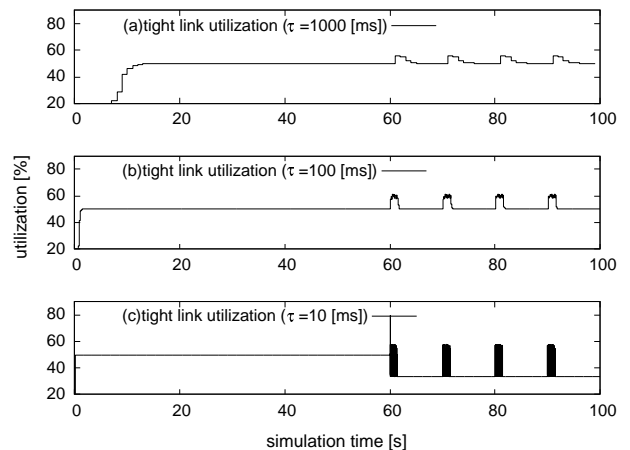 80
60
40
20
(a)tight link utilization (τ =1000 [ms])
0 20 40 60 80 100
utilization [%]
80
60
40
20
(b)tight link utilization (τ =100 [ms])
0 20 40 60 80 100
80
60
40
20
(c)tight link utilization (τ =10 [ms])
0 20 40 60 80 100
simulation time [s]